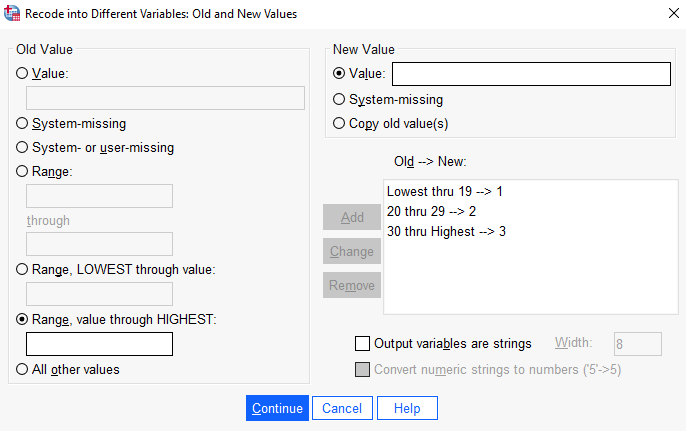 Recode into Different Variables: Old and New Values
Old Value
Value:
System-missing
System- or user-missing
Range:
through
Range, LOWEST through value:
Range, value through HIGHEST:
All other values
New Value
Value:
System-missing
Copy old value(s)
Old --> New:
Add
Change
Remove
Lowest thru 19 --> 1
20 thru 29 --> 2
30 thru Highest --> 3
Output variables are strings
Width:
8
Convert numeric strings to numbers ('5'->5)
Continue
Cancel
Help